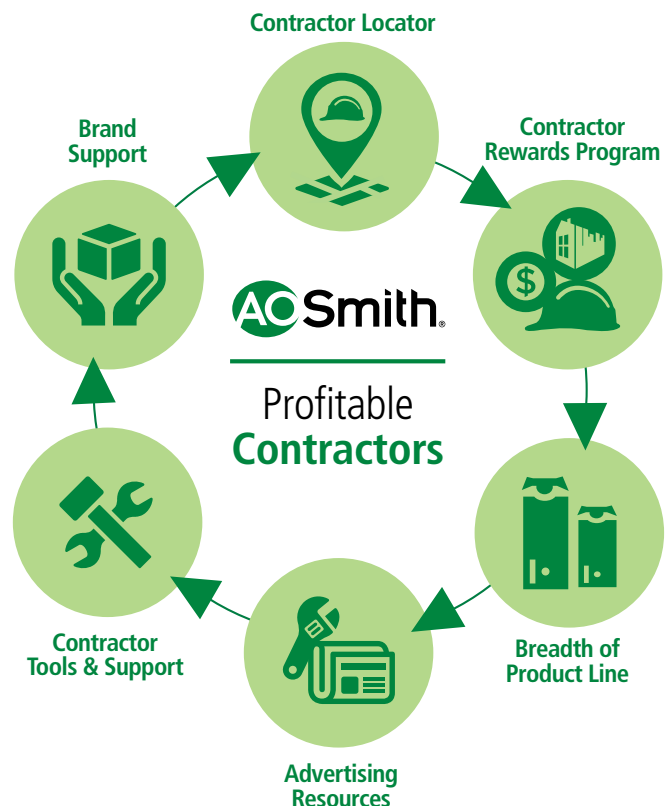 Contractor Locator
Contractor
Rewards Program
$
Breadth of
Product Line
Advertising
Resources
Contractor
Tools & Support
Brand
Support
AOSmith®
Profitable
Contractors